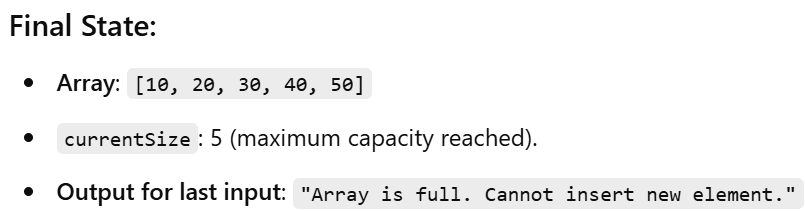 Final State:
• Array: [10, 20, 30, 40, 50]
• currentSize: 5 (maximum capacity reached).
• Output for last input: "Array is full. Cannot insert new element."